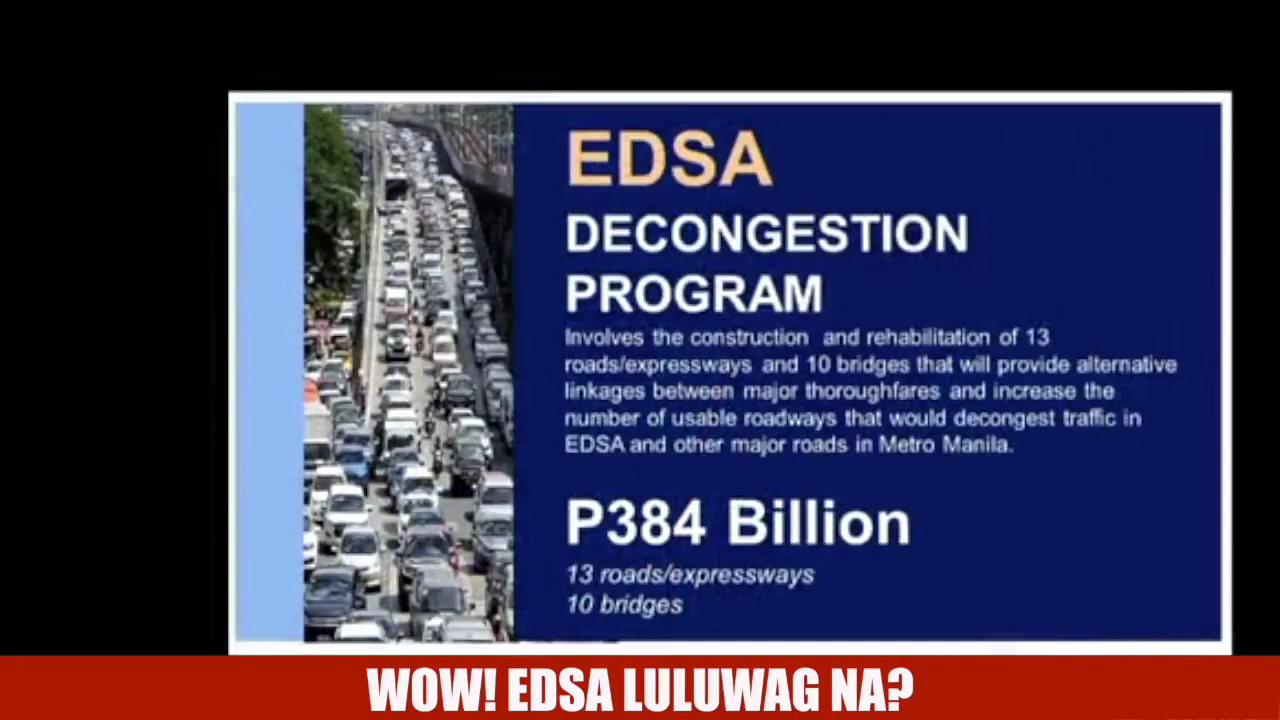 EDSA
DECONGESTION
PROGRAM
Involves the construction and rehabilitation of 13
roads/expressways and 10 bridges that will provide alternative
linkages between major thoroughfares and increase the
number of usable roadways that would decongest traffic in
EDSA and other major roads in Metro Manila.
P384 Billion
13 roads/expressways
10 bridges
WOW! EDSA LULUWAG NA?